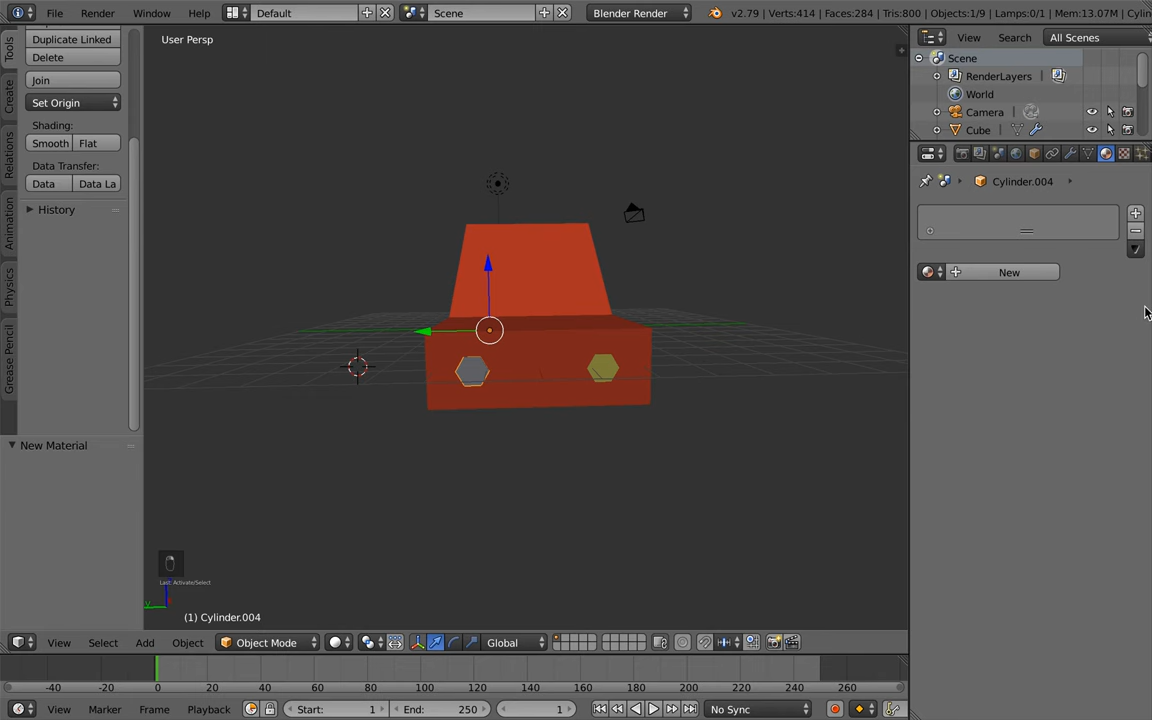 File Render Window Help Default Scene Blender Render v2.79 | Verts:414 | Faces:284 | Tris:800 | Objects:1/9 | Lamps:0/1 | Mem:13.07M | Cylin
Duplicate Linked
Delete
Join
Set Origin
Shading:
Smooth Flat
Data Transfer:
Data Data La
History
New Material
Tools
Create
Relations
Animation
Physics
Grease Pencil
User Persp
Last: Activate/Select
y
(1) Cylinder.004
View Select Add Object Object Mode Global
-40 -20 0 20 40 60 80 100 120 140 160 180 200 220 240 260
View Marker Frame Playback Start: 1 End: 250 1 No Sync
View Search All Scenes
Scene
RenderLayers
World
Camera
Cube
Cylinder.004
New